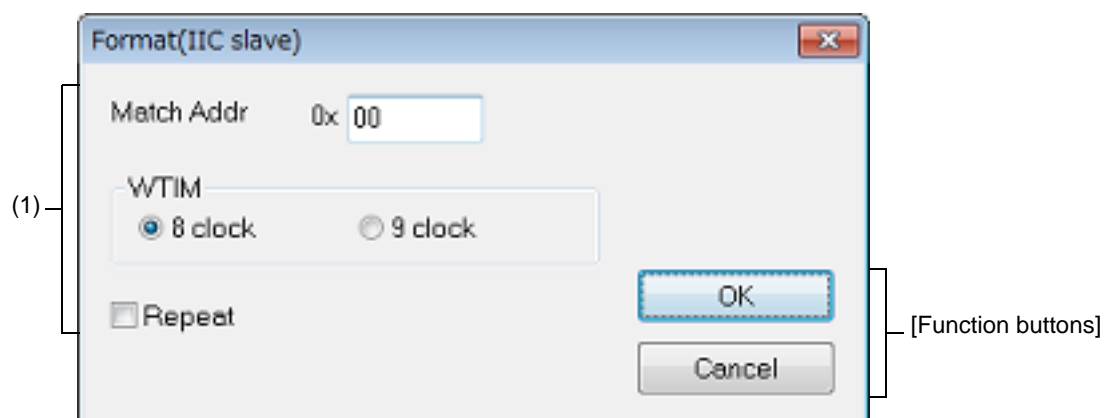 Format(IIC slave)
Match Addr 0x 00
WTIM
(1)
8 clock 9 clock
OK
Repeat
[Function buttons]
Cancel